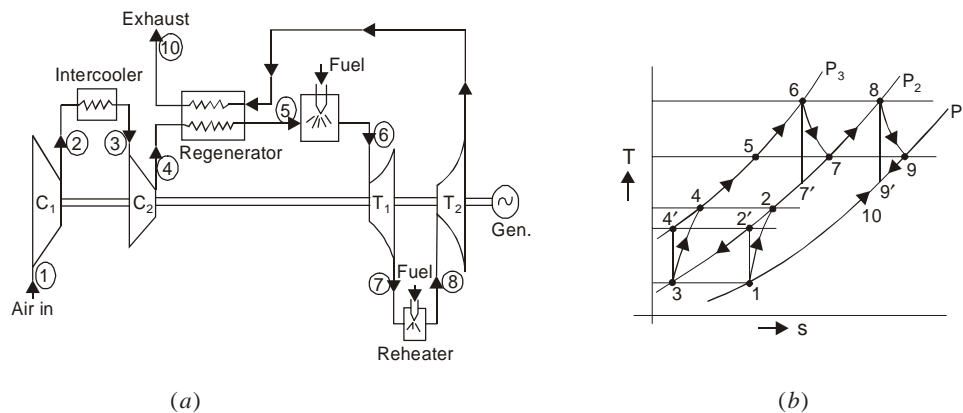 Exhaust
10
Intercooler
Fuel
5
6
2
3
4
Regenerator
C1
C2
T1
T2
Gen.
1
Air in
7
Fuel
8
Reheater
(a)
T
s
P3
P2
P
6
8
5
7
9
4
2
7′
9′
4′
2′
10
3
1
(b)